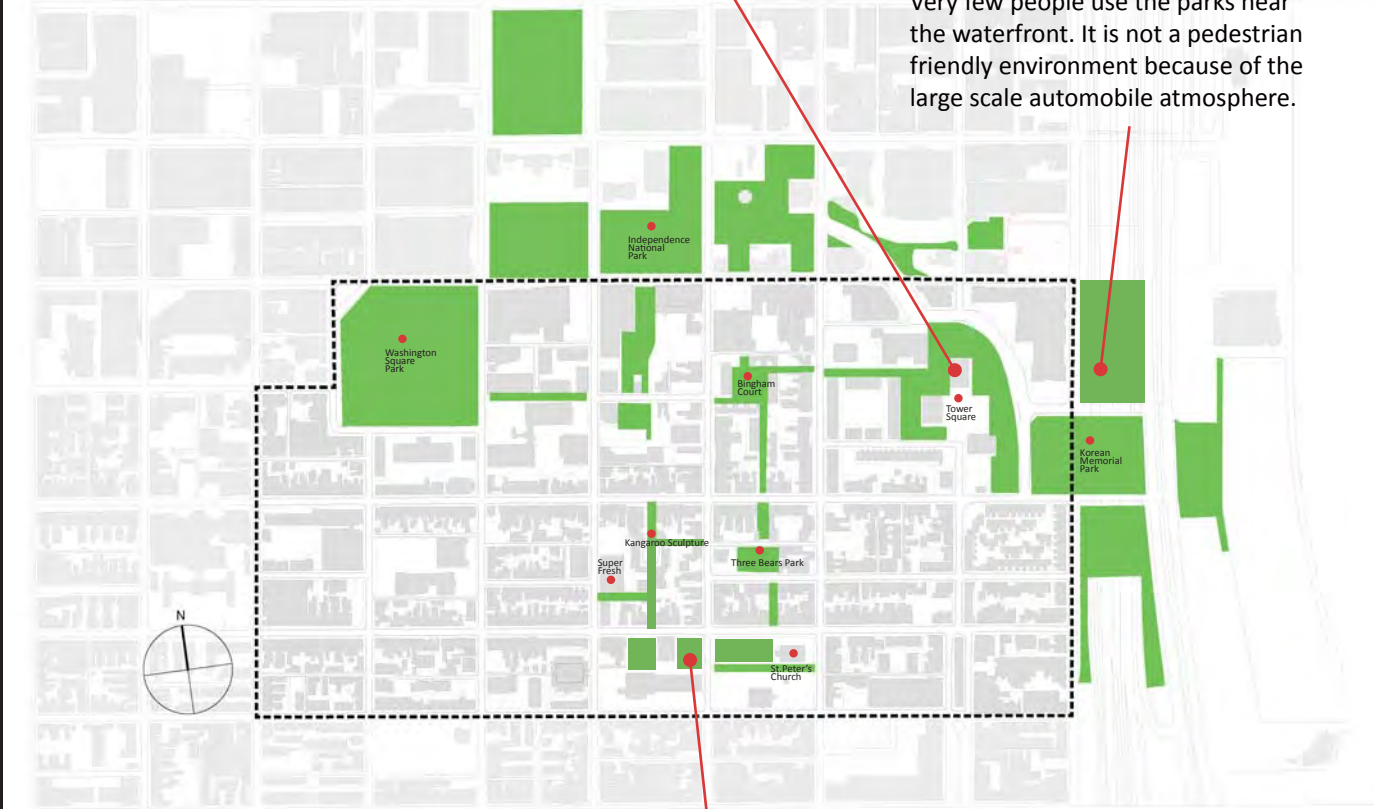 Very few people use the parks near
the waterfront. It is not a pedestrian
friendly environment because of the
large scale automobile atmosphere.
Independence
National
Park
Washington
Square
Park
Bingham
Court
Tower
Square
Korean
Memorial
Park
Kangaroo Sculpture
Super
Fresh
Three Bears Park
N
St.Peter's
Church